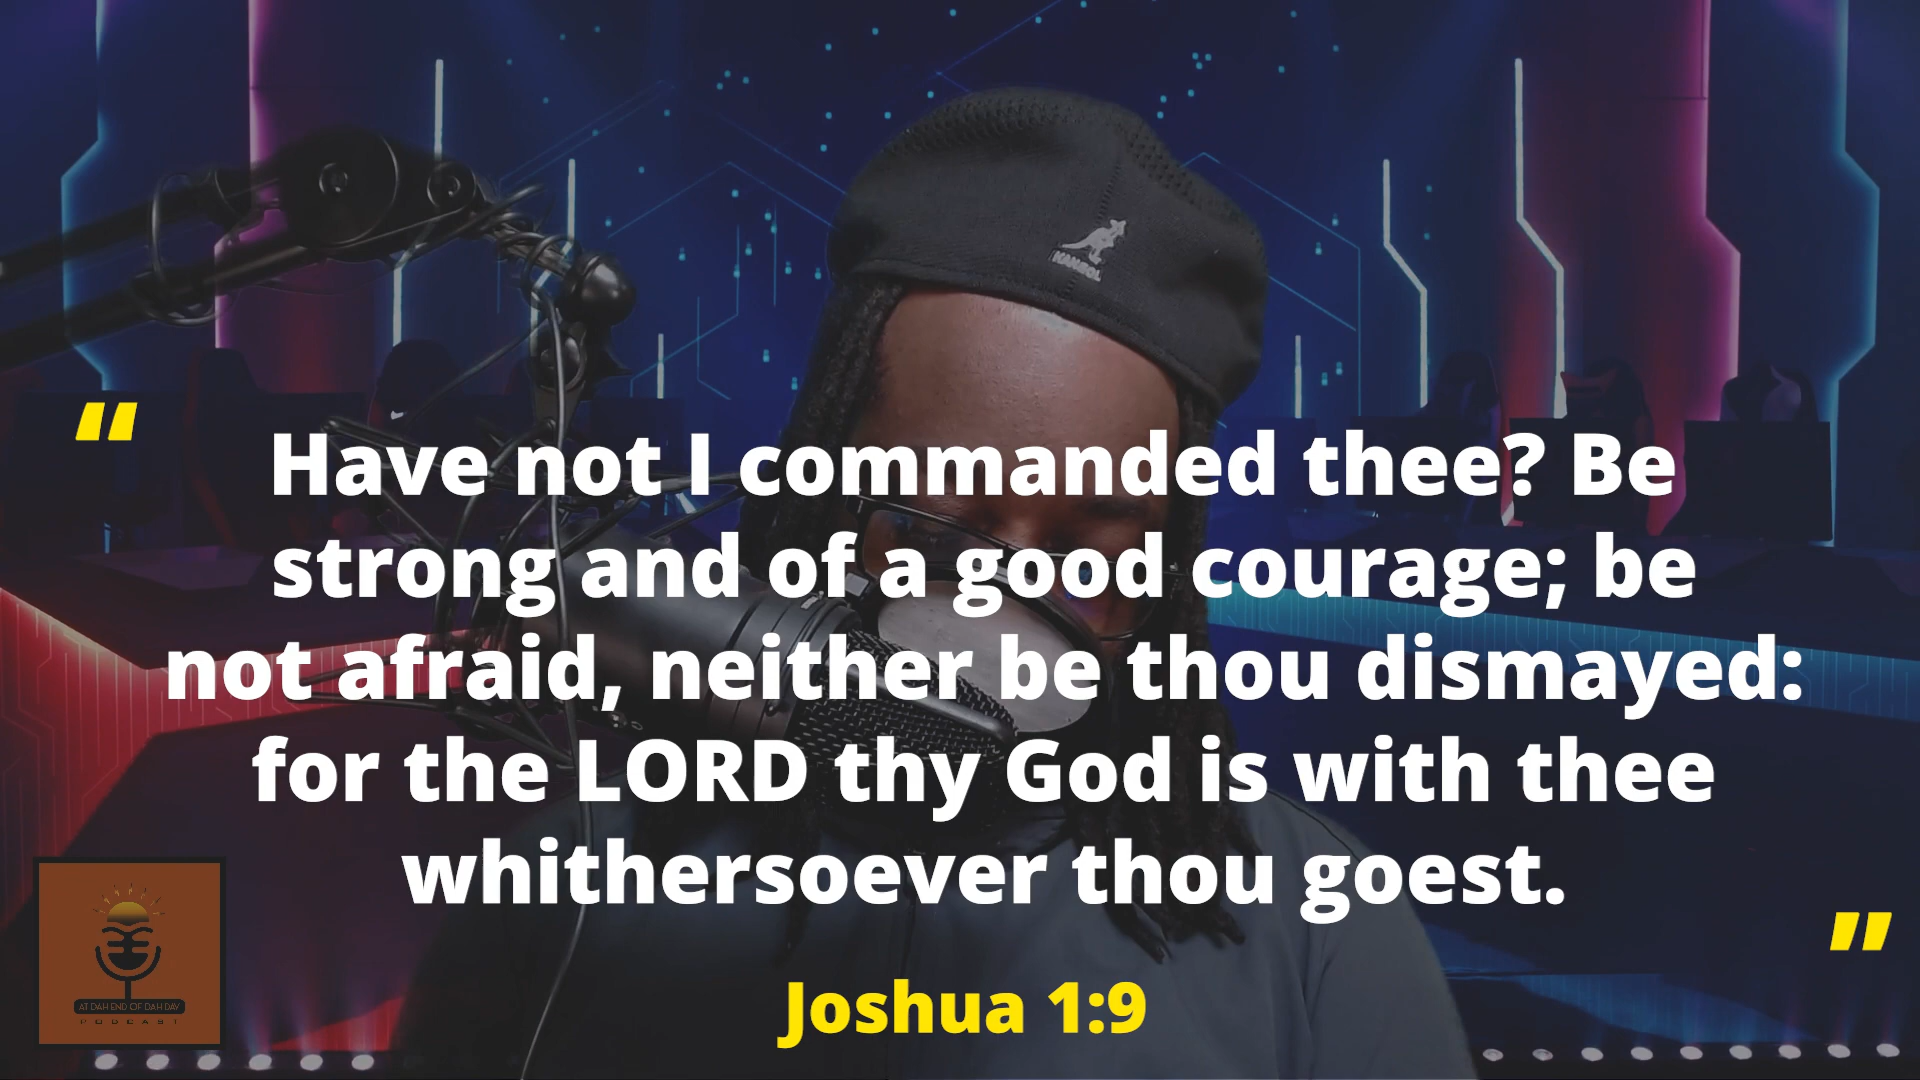 KANGOL
“
Have not I commanded thee? Be
strong and of a good courage; be
not afraid, neither be thou dismayed:
for the LORD thy God is with thee
whithersoever thou goest.
”
Joshua 1:9
AT DAH END OF DAH DAY
PODCAST